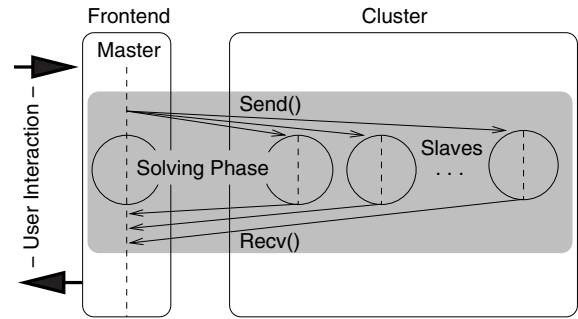 Frontend
Cluster
Master
Send()
Slaves
Solving Phase
. . .
Recv()
– User Interaction –